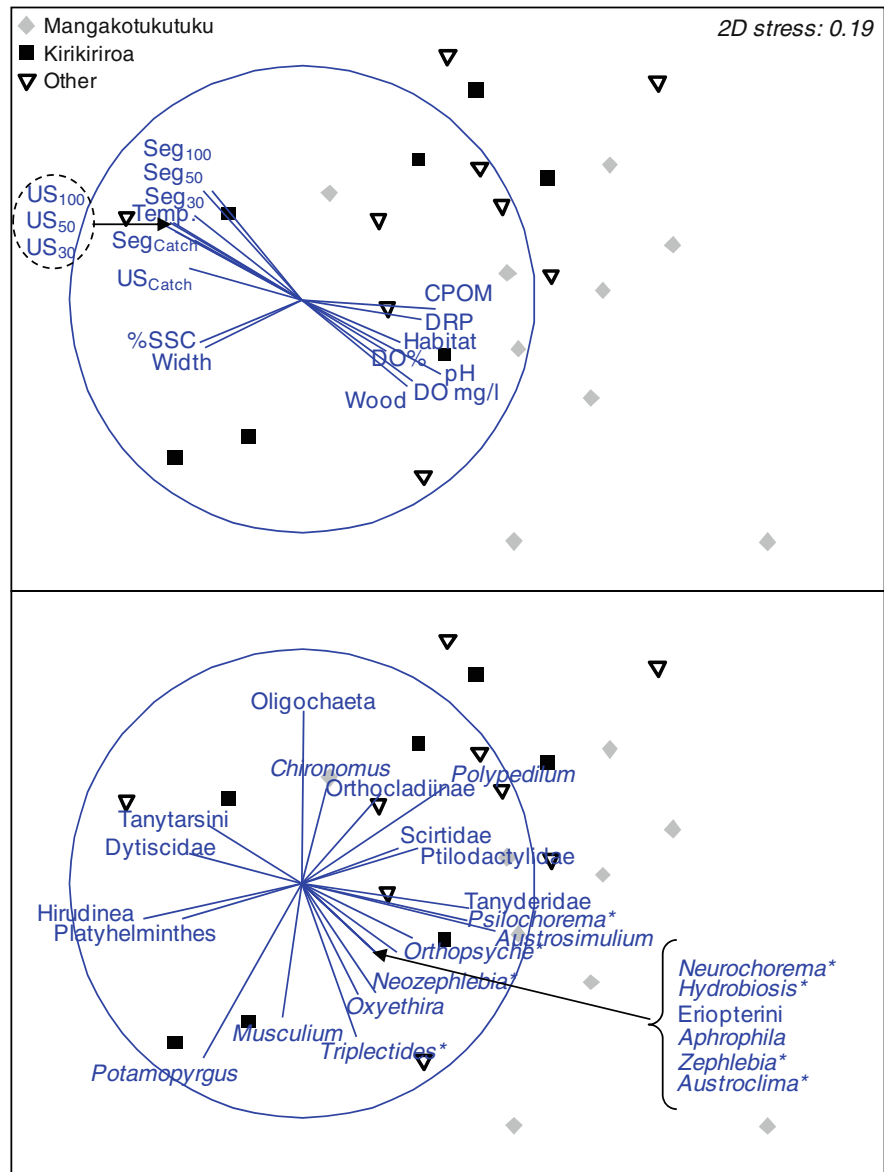 Mangakotukutuku
Kirikiriroa
Other
2D stress: 0.19
Seg100
Seg50
Seg30
US100
US50
US30
Temp.
SegCatch
USCatch
%SSC
Width
CPOM
DRP
Habitat
DO%
pH
DO mg/l
Wood
Oligochaeta
Chironomus
Orthocladiinae
Polypedilum
Tanytarsini
Dytiscidae
Scirtidae
Ptilodactylidae
Hirudinea
Platyhelminthes
Tanyderidae
Psilochorema*
Austrosimulium
Orthopsyche*
Neozephlebia*
Oxyethira
Musculium
Triplectides*
Potamopyrgus
Neurochorema*
Hydrobiosis*
Eriopterini
Aphrophila
Zephlebia*
Austroclima*